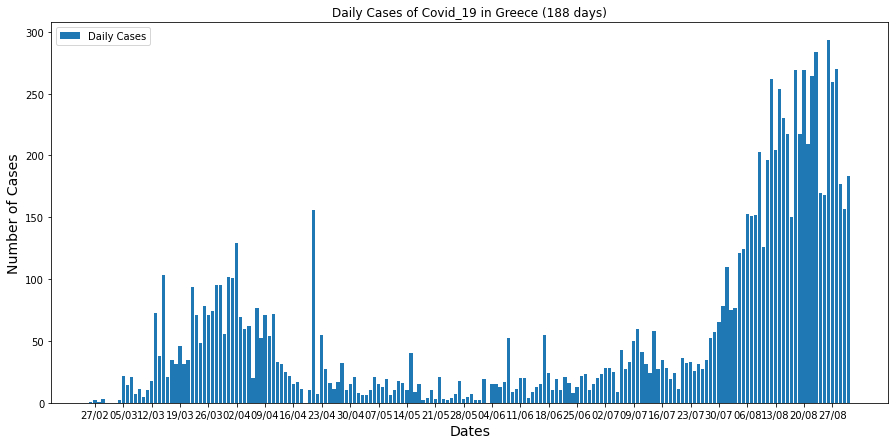 Daily Cases of Covid_19 in Greece (188 days)
Daily Cases
Number of Cases
300
250
200
150
100
50
0
27/02 05/03 12/03 19/03 26/03 02/04 09/04 16/04 23/04 30/04 07/05 14/05 21/05 28/05 04/06 11/06 18/06 25/06 02/07 09/07 16/07 23/07 30/07 06/08 13/08 20/08 27/08
Dates